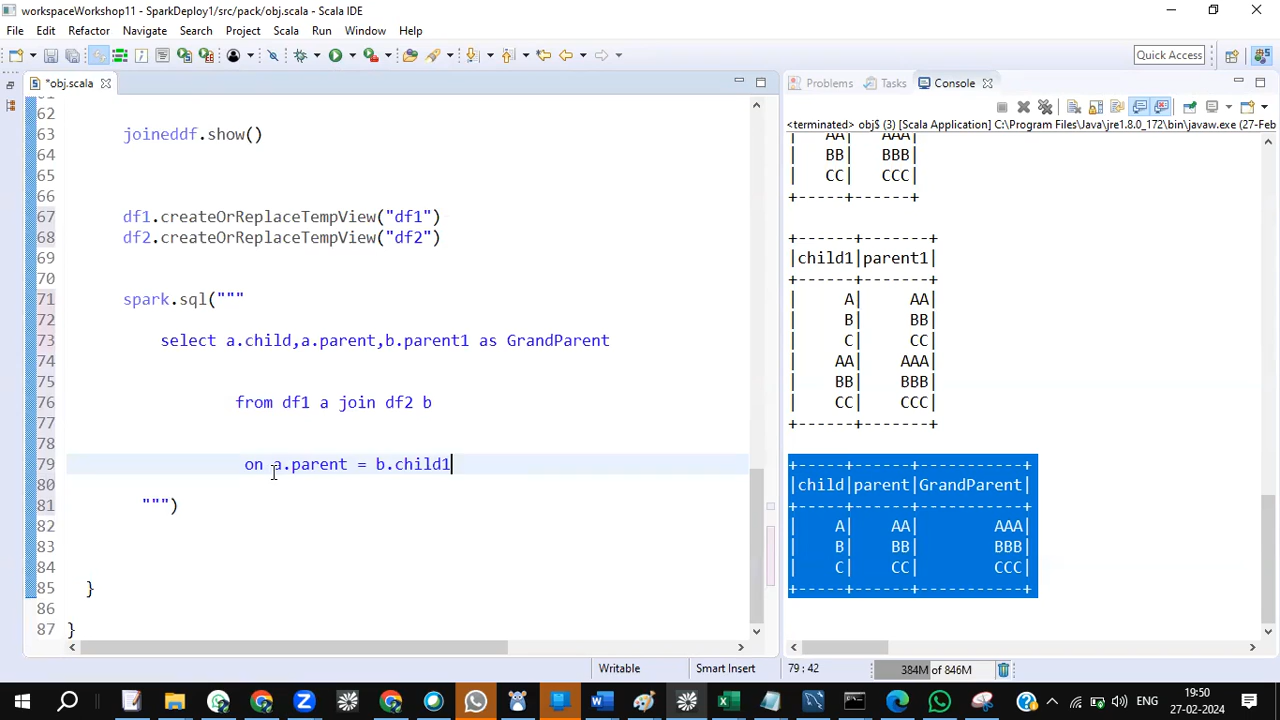 workspaceWorkshop11 - SparkDeploy1/src/pack/obj.scala - Scala IDE
File Edit Refactor Navigate Search Project Scala Run Window Help
Quick Access
*obj.scala
62
63 joineddf.show()
64
65
66
67 df1.createOrReplaceTempView("df1")
68 df2.createOrReplaceTempView("df2")
69
70
71 spark.sql("""
72
73 select a.child,a.parent,b.parent1 as GrandParent
74
75
76 from df1 a join df2 b
77
78
79 on a.parent = b.child1
80
81 """)
82
83
84
85 }
86
87 }
Problems Tasks Console
<terminated> obj$ (3) [Scala Application] C:\Program Files\Java\jre1.8.0_172\bin\javaw.exe (27-Feb
| AA| AAA|
| BB| BBB|
| CC| CCC|
+------+-------+
+------+-------+
|child1|parent1|
+------+-------+
| A| AA|
| B| BB|
| C| CC|
| AA| AAA|
| BB| BBB|
| CC| CCC|
+------+-------+
+-----+------+-----------+
|child|parent|GrandParent|
+-----+------+-----------+
| A| AA| AAA|
| B| BB| BBB|
| C| CC| CCC|
+-----+------+-----------+
Writable Smart Insert 79 : 42 384M of 846M
ENG
19:50
27-02-2024